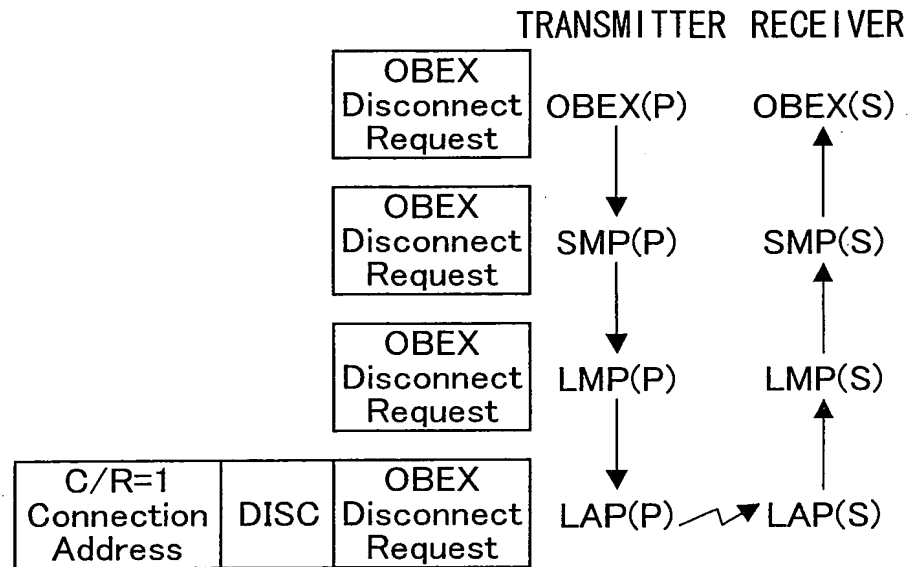 TRANSMITTER RECEIVER
OBEX
Disconnect
Request
OBEX(P)
OBEX(S)
OBEX
Disconnect
Request
SMP(P)
SMP(S)
OBEX
Disconnect
Request
LMP(P)
LMP(S)
C/R=1
Connection
Address
DISC
OBEX
Disconnect
Request
LAP(P)
LAP(S)